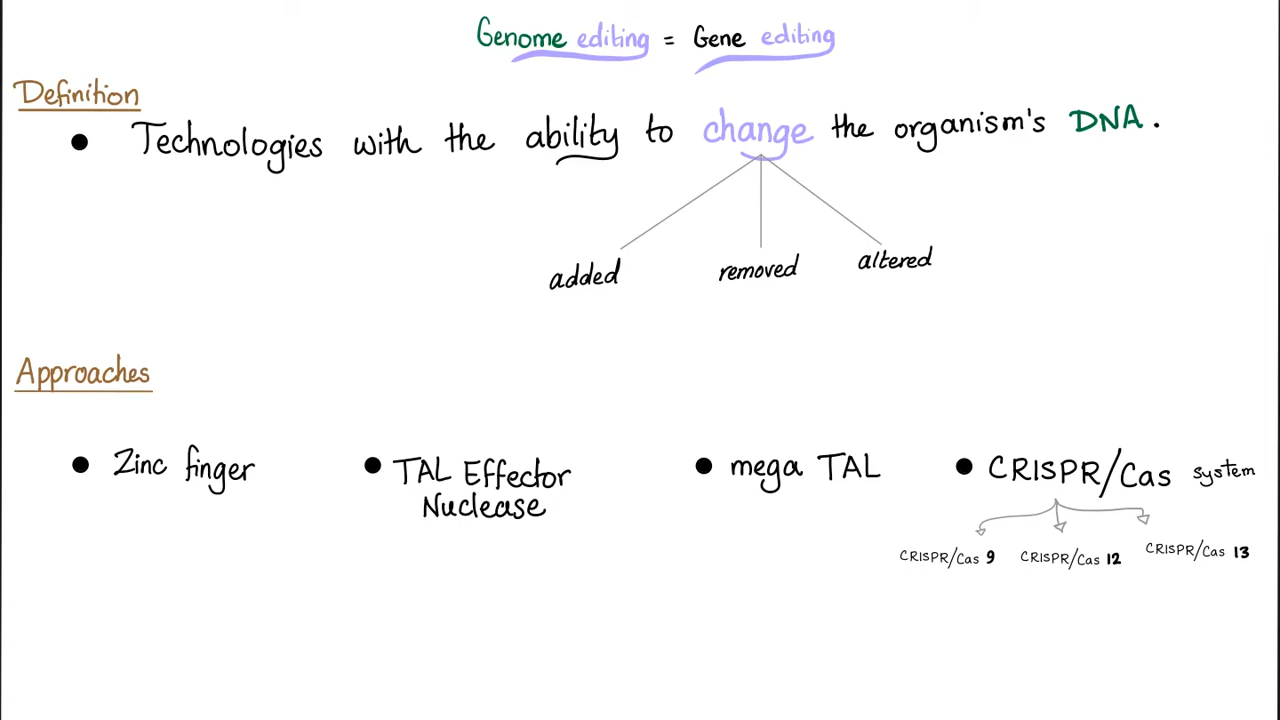 Genome editing = Gene editing
Definition
● Technologies with the ability to change the organism's DNA.
added removed altered
Approaches
● Zinc finger
● TAL Effector
Nuclease
● mega TAL
● CRISPR/Cas system
CRISPR/Cas 9
CRISPR/Cas 12
CRISPR/Cas 13